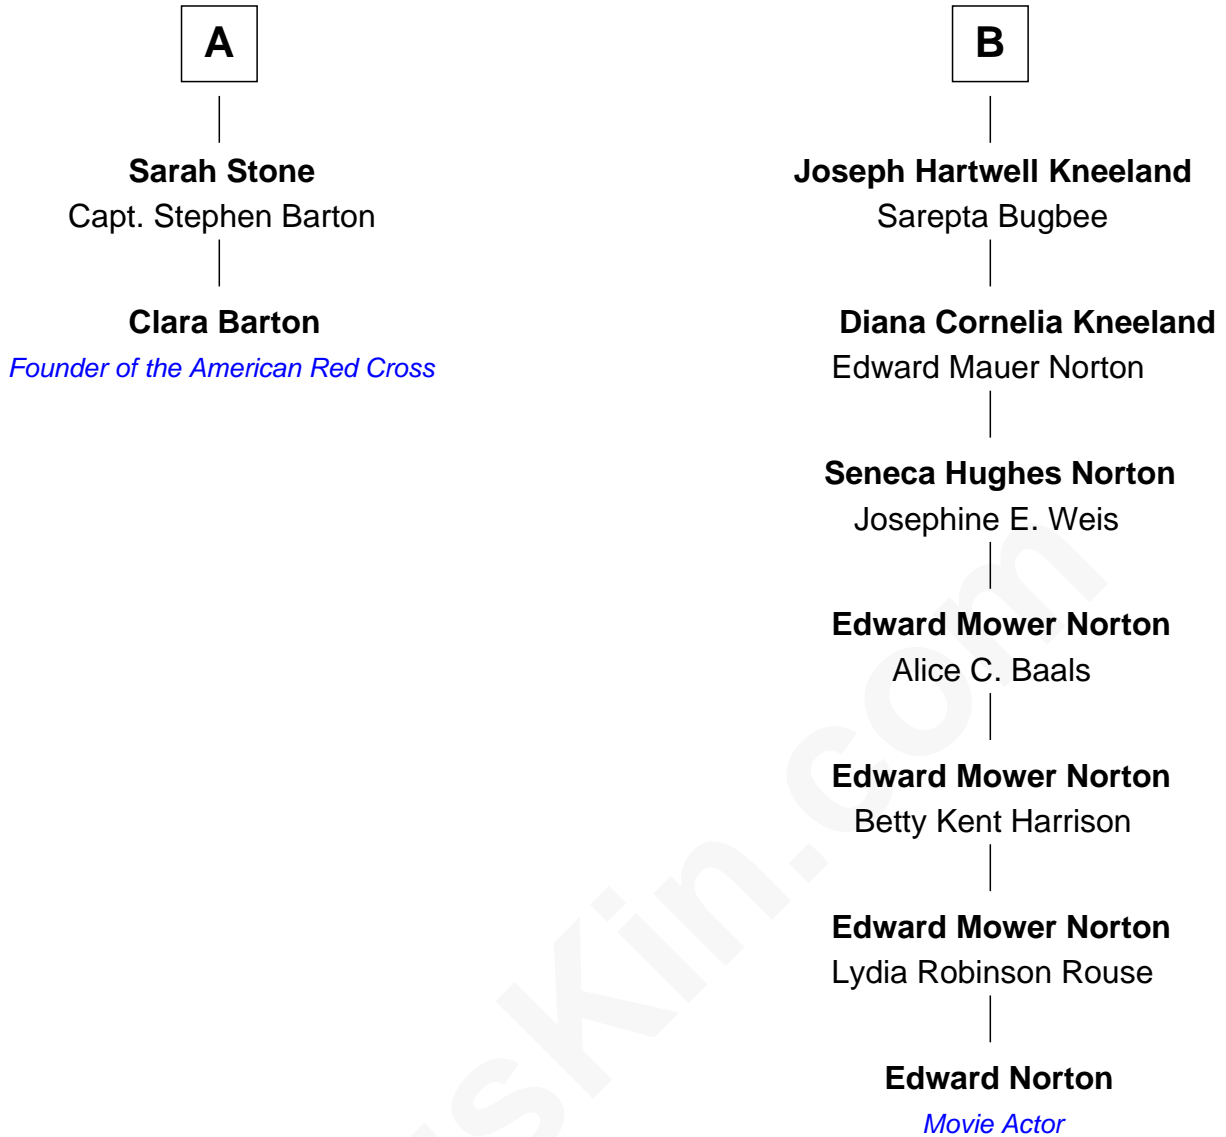 A
Sarah Stone
Capt. Stephen Barton
Clara Barton
Founder of the American Red Cross
B
Joseph Hartwell Kneeland
Sarepta Bugbee
Diana Cornelia Kneeland
Edward Mauer Norton
Seneca Hughes Norton
Josephine E. Weis
Edward Mower Norton
Alice C. Baals
Edward Mower Norton
Betty Kent Harrison
Edward Mower Norton
Lydia Robinson Rouse
Edward Norton
Movie Actor
usKin.com